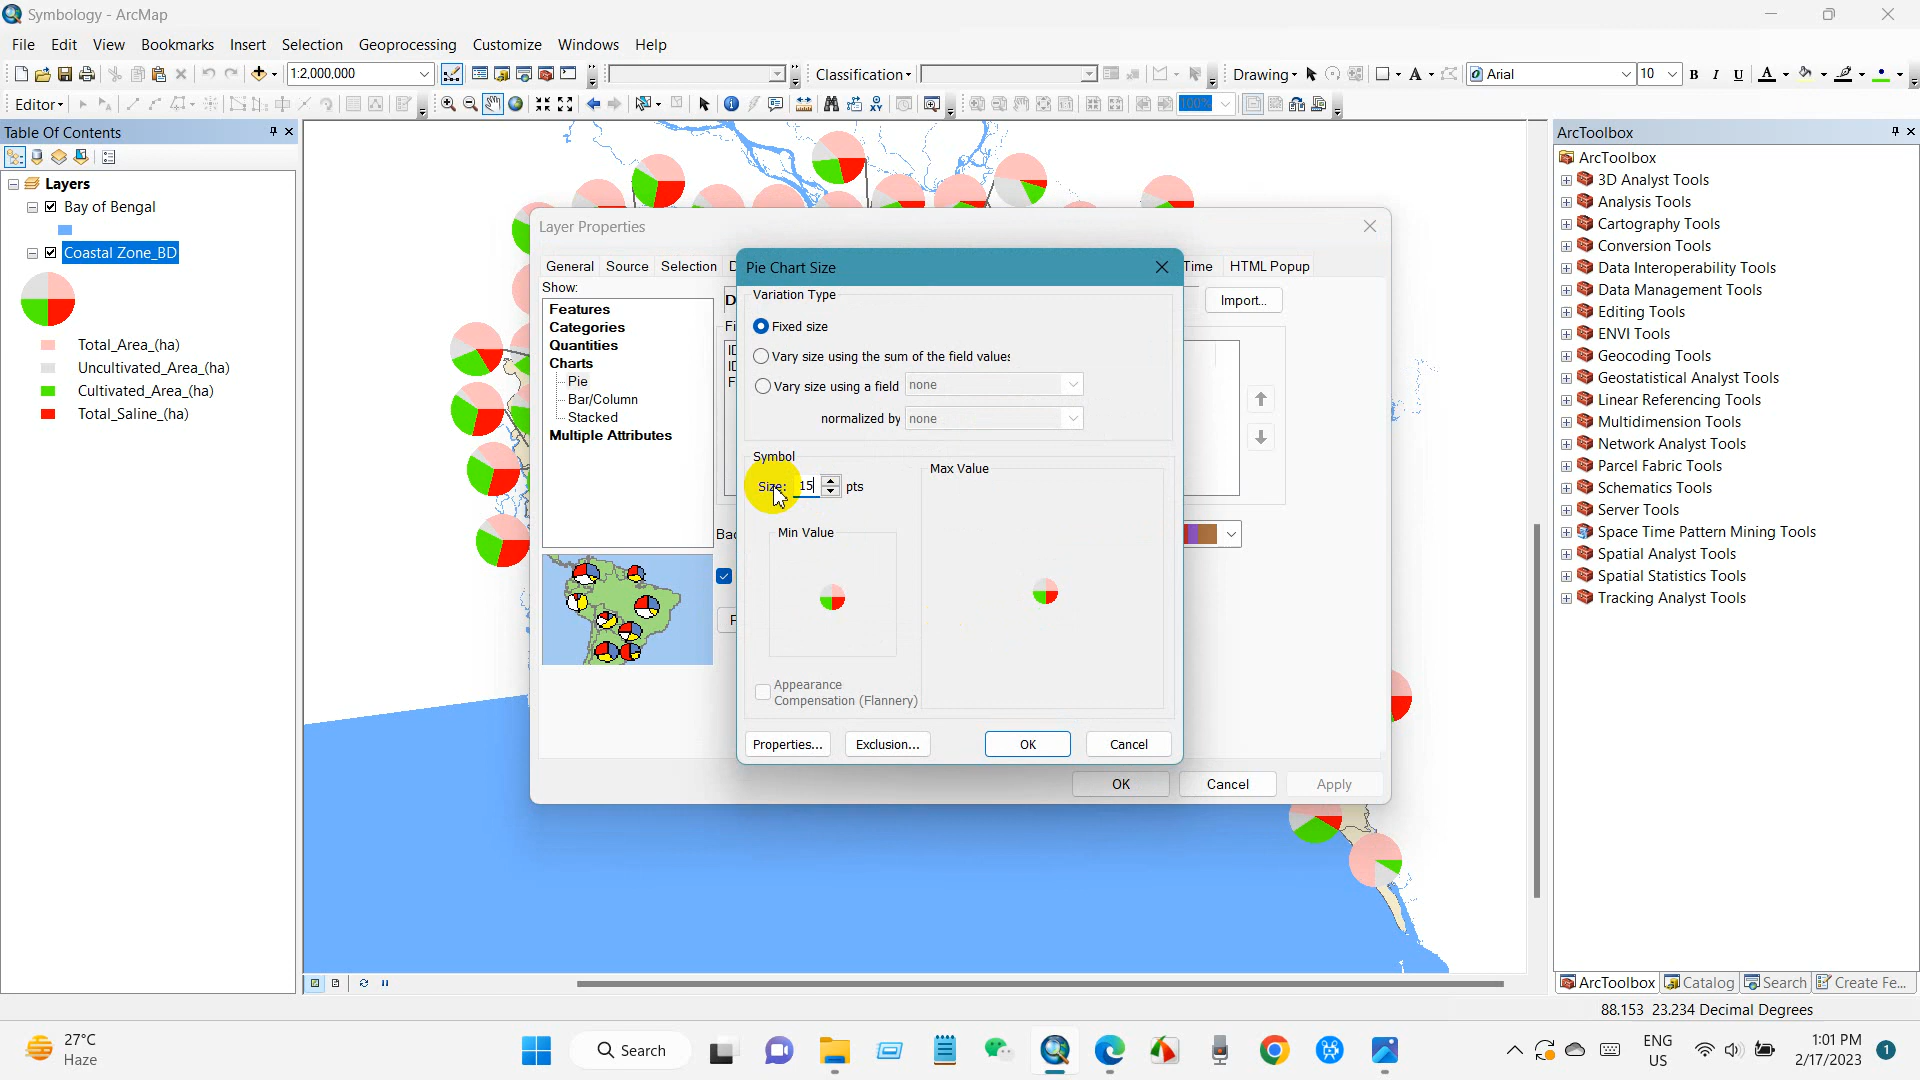 Symbology - ArcMap
File Edit View Bookmarks Insert Selection Geoprocessing Customize Windows Help
1:2,000,000 Classification Drawing Arial 10 B I U A
Editor 100%
Table Of Contents
Layers
Bay of Bengal
Coastal Zone_BD
Total_Area_(ha)
Uncultivated_Area_(ha)
Cultivated_Area_(ha)
Total_Saline_(ha)
Layer Properties
General Source Selection Time HTML Popup
Show:
Features
Categories
Quantities
Charts
Pie
Bar/Column
Stacked
Multiple Attributes
Import...
Pie Chart Size
Variation Type
Fixed size
Vary size using the sum of the field values
Vary size using a field none
normalized by none
Symbol
Size: 15 pts
Max Value
Min Value
Appearance
Compensation (Flannery)
Properties... Exclusion... OK Cancel
OK Cancel Apply
ArcToolbox
ArcToolbox
3D Analyst Tools
Analysis Tools
Cartography Tools
Conversion Tools
Data Interoperability Tools
Data Management Tools
Editing Tools
ENVI Tools
Geocoding Tools
Geostatistical Analyst Tools
Linear Referencing Tools
Multidimension Tools
Network Analyst Tools
Parcel Fabric Tools
Schematics Tools
Server Tools
Space Time Pattern Mining Tools
Spatial Analyst Tools
Spatial Statistics Tools
Tracking Analyst Tools
ArcToolbox Catalog Search Create Fe...
88.153 23.234 Decimal Degrees
27°C
Haze
Search
ENG
US
1:01 PM
2/17/2023
1